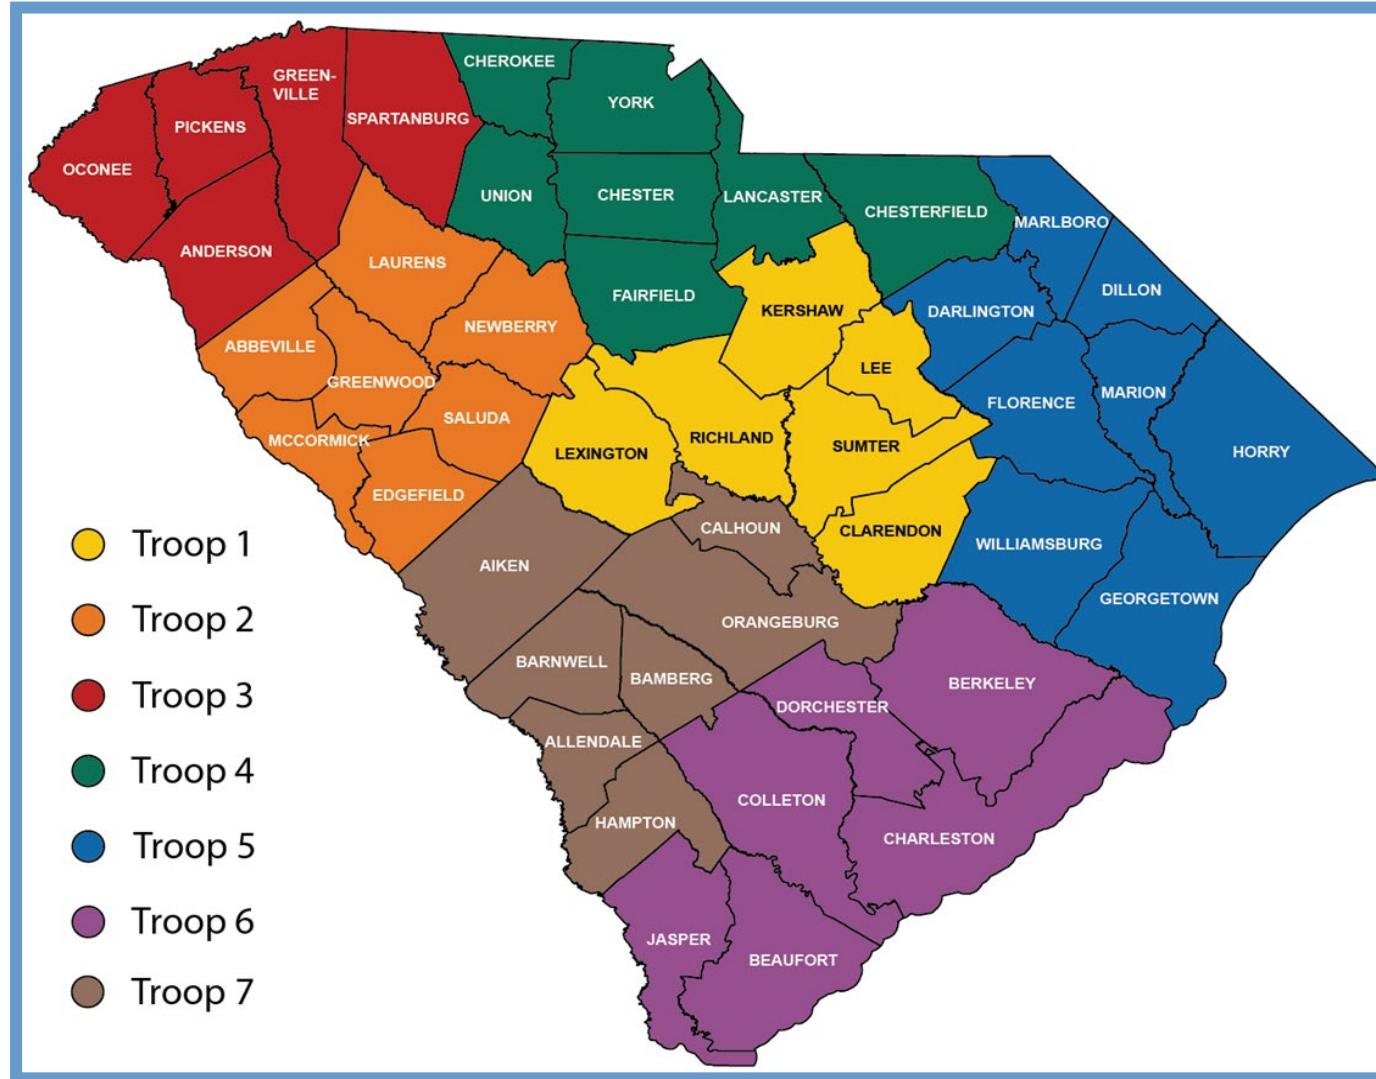 CHEROKEE
GREEN-
VILLE
YORK
SPARTANBURG
PICKENS
OCONEE
UNION
CHESTER
LANCASTER
CHESTERFIELD
MARLBORO
ANDERSON
LAURENS
DILLON
FAIRFIELD
KERSHAW
DARLINGTON
NEWBERRY
ABBEVILLE
LEE
GREENWOOD
MARION
FLORENCE
SALUDA
MCCORMICK
RICHLAND
SUMTER
LEXINGTON
HORRY
EDGEFIELD
CALHOUN
CLARENDON
WILLIAMSBURG
Troop 1
AIKEN
GEORGETOWN
Troop 2
ORANGEBURG
BARNWELL
BAMBERG
BERKELEY
Troop 3
DORCHESTER
ALLENDALE
Troop 4
COLLETON
HAMPTON
CHARLESTON
Troop 5
Troop 6
JASPER
BEAUFORT
Troop 7